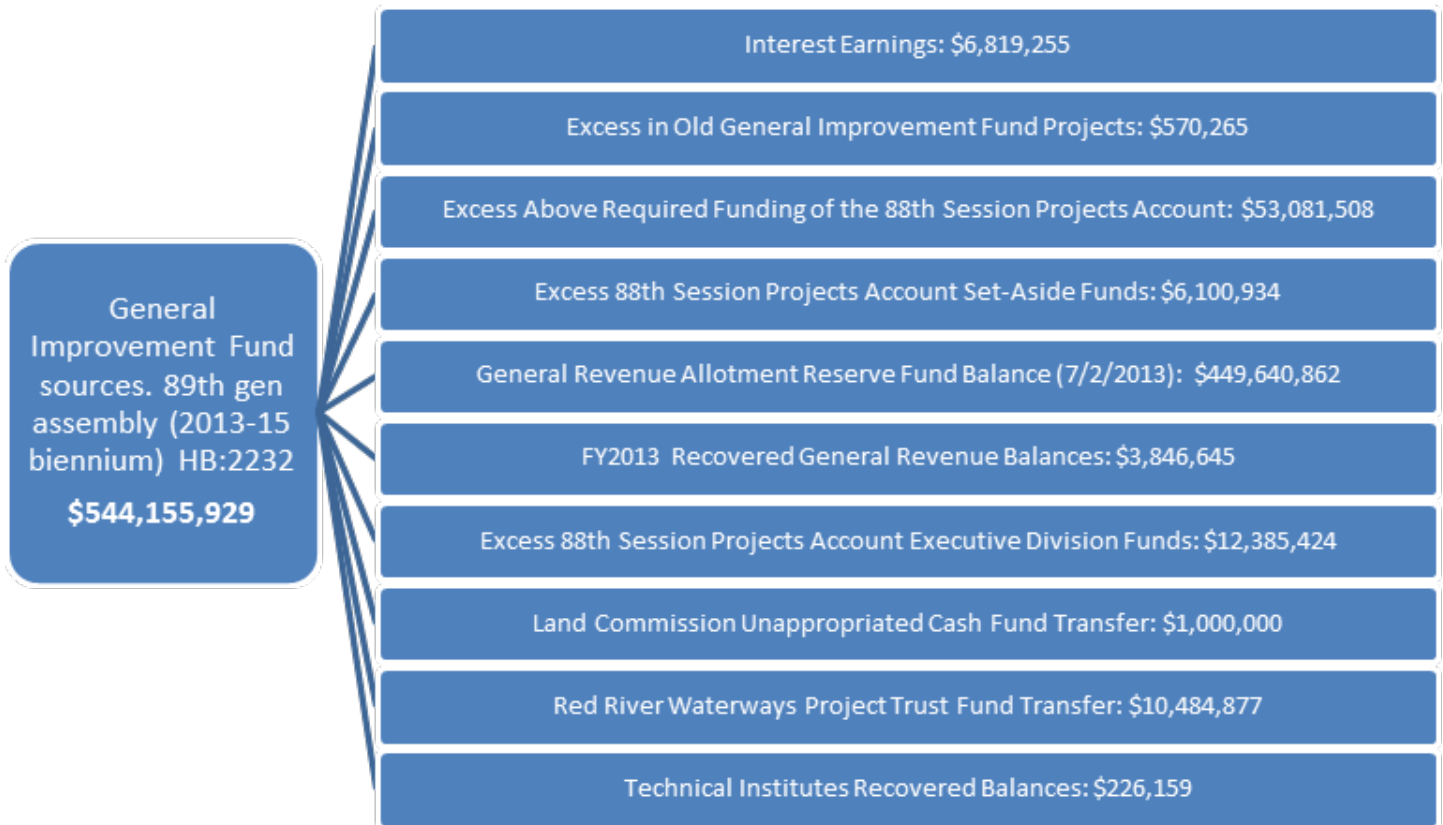 General
Improvement Fund
sources. 89th gen
assembly (2013-15
biennium) HB:2232
$544,155,929
Interest Earnings: $6,819,255
Excess in Old General Improvement Fund Projects: $570,265
Excess Above Required Funding of the 88th Session Projects Account: $53,081,508
Excess 88th Session Projects Account Set-Aside Funds: $6,100,934
General Revenue Allotment Reserve Fund Balance (7/2/2013): $449,640,862
FY2013 Recovered General Revenue Balances: $3,846,645
Excess 88th Session Projects Account Executive Division Funds: $12,385,424
Land Commission Unappropriated Cash Fund Transfer: $1,000,000
Red River Waterways Project Trust Fund Transfer: $10,484,877
Technical Institutes Recovered Balances: $226,159